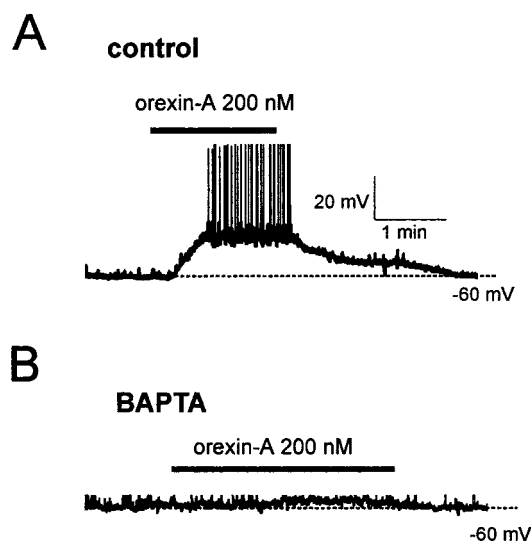 A
control
orexin-A 200 nM
20 mV
1 min
-60 mV
B
BAPTA
orexin-A 200 nM
-60 mV